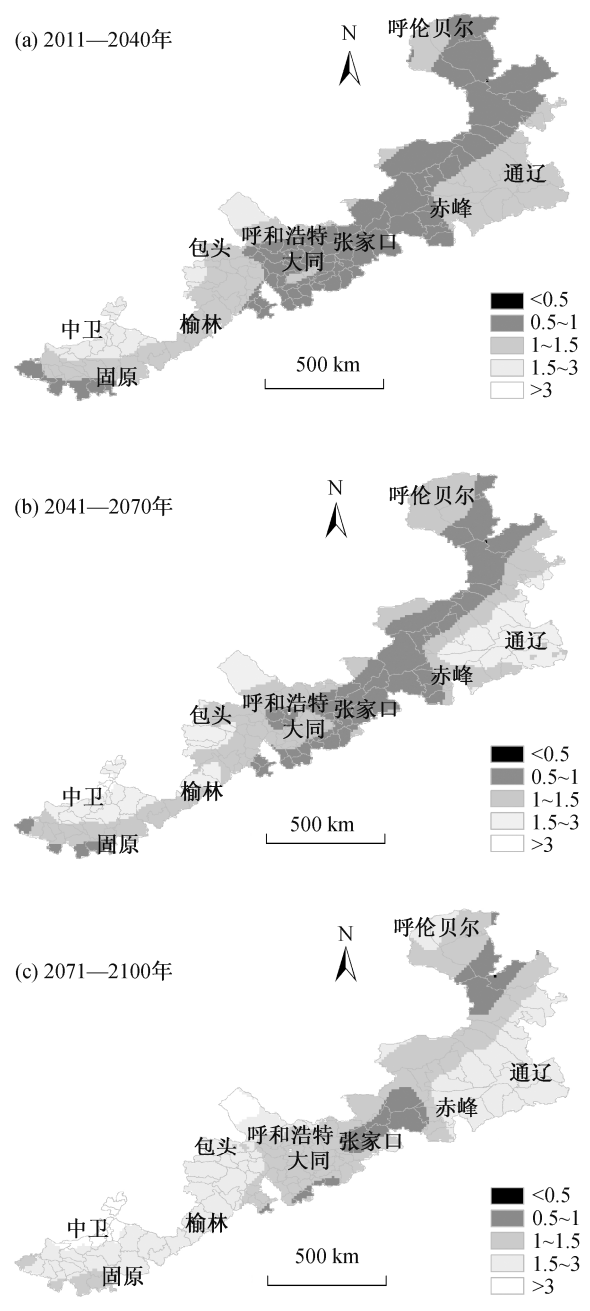 (a) 2011—2040年
N
呼伦贝尔
通辽
赤峰
呼和浩特
张家口
包头
大同
榆林
中卫
固原
500 km
<0.5
0.5~1
1~1.5
1.5~3
>3
(b) 2041—2070年
N
呼伦贝尔
通辽
赤峰
呼和浩特
张家口
包头
大同
榆林
中卫
固原
500 km
<0.5
0.5~1
1~1.5
1.5~3
>3
(c) 2071—2100年
N
呼伦贝尔
通辽
赤峰
呼和浩特
张家口
包头
大同
榆林
中卫
固原
500 km
<0.5
0.5~1
1~1.5
1.5~3
>3